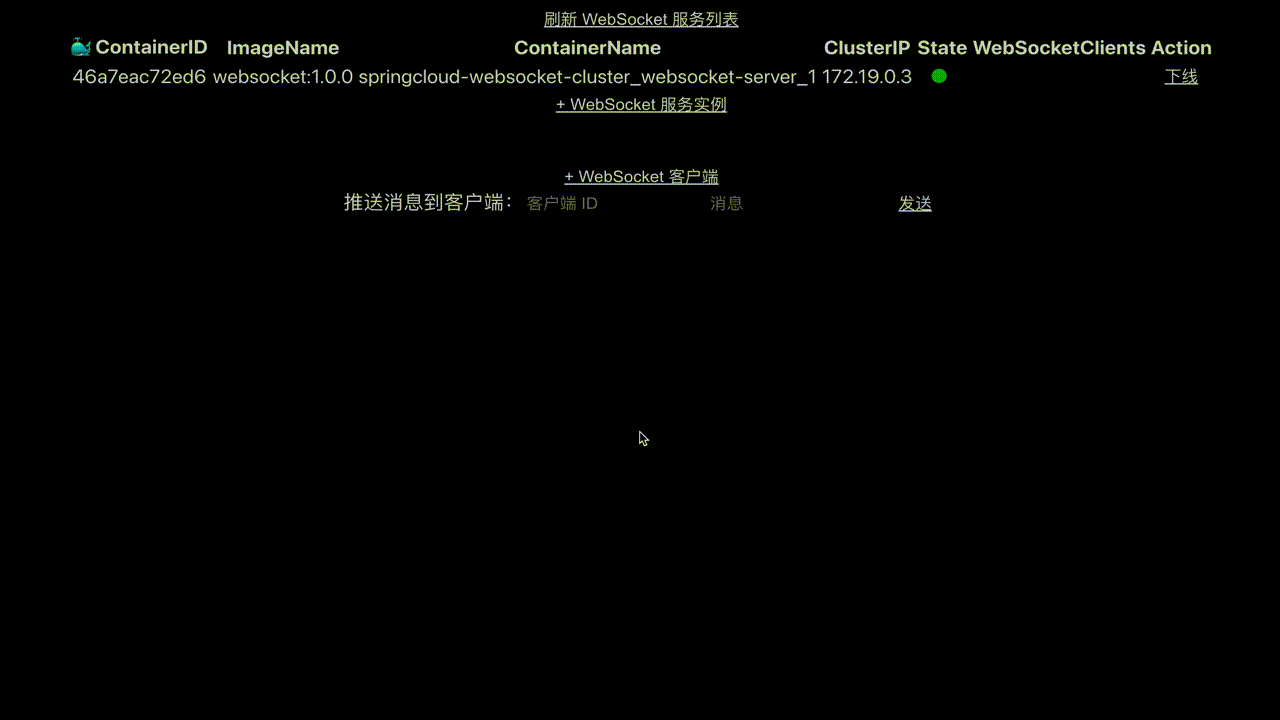 刷新 WebSocket 服务列表
ContainerID ImageName ContainerName ClusterIP State WebSocketClients Action
46a7eac72ed6 websocket:1.0.0 springcloud-websocket-cluster_websocket-server_1 172.19.0.3 下线
+ WebSocket 服务实例
+ WebSocket 客户端
推送消息到客户端： 客户端 ID 消息 发送